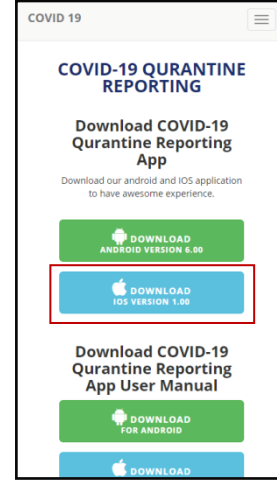 COVID 19
COVID-19 QURANTINE
REPORTING
Download COVID-19
Qurantine Reporting
App
Download our android and IOS application
to have awesome experience.
DOWNLOAD
ANDROID VERSION 6.00
DOWNLOAD
IOS VERSION 1.00
Download COVID-19
Qurantine Reporting
App User Manual
DOWNLOAD
FOR ANDROID
DOWNLOAD